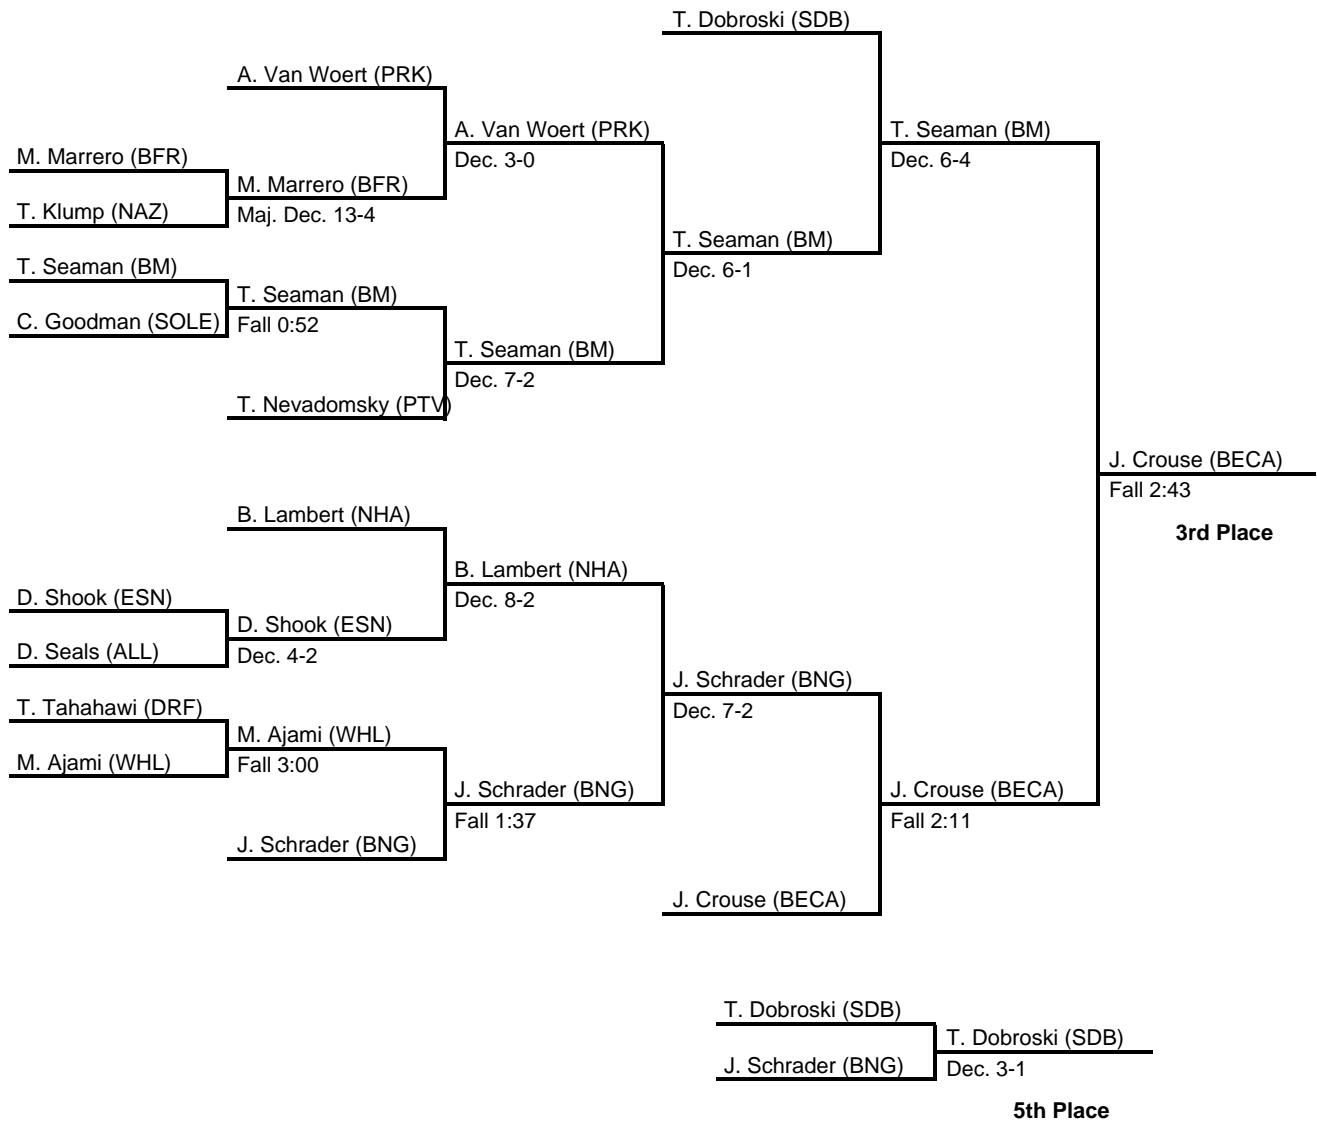 T. Dobroski (SDB)
A. Van Woert (PRK)
A. Van Woert (PRK)
T. Seaman (BM)
M. Marrero (BFR)
Dec. 3-0
Dec. 6-4
M. Marrero (BFR)
T. Klump (NAZ)
Maj. Dec. 13-4
T. Seaman (BM)
T. Seaman (BM)
Dec. 6-1
T. Seaman (BM)
C. Goodman (SOLE)
Fall 0:52
T. Seaman (BM)
Dec. 7-2
T. Nevadomsky (PTV)
J. Crouse (BECA)
Fall 2:43
B. Lambert (NHA)
3rd Place
B. Lambert (NHA)
D. Shook (ESN)
Dec. 8-2
D. Shook (ESN)
D. Seals (ALL)
Dec. 4-2
J. Schrader (BNG)
T. Tahahawi (DRF)
Dec. 7-2
M. Ajami (WHL)
M. Ajami (WHL)
Fall 3:00
J. Schrader (BNG)
J. Crouse (BECA)
Fall 1:37
Fall 2:11
J. Schrader (BNG)
J. Crouse (BECA)
T. Dobroski (SDB)
T. Dobroski (SDB)
J. Schrader (BNG)
Dec. 3-1
5th Place